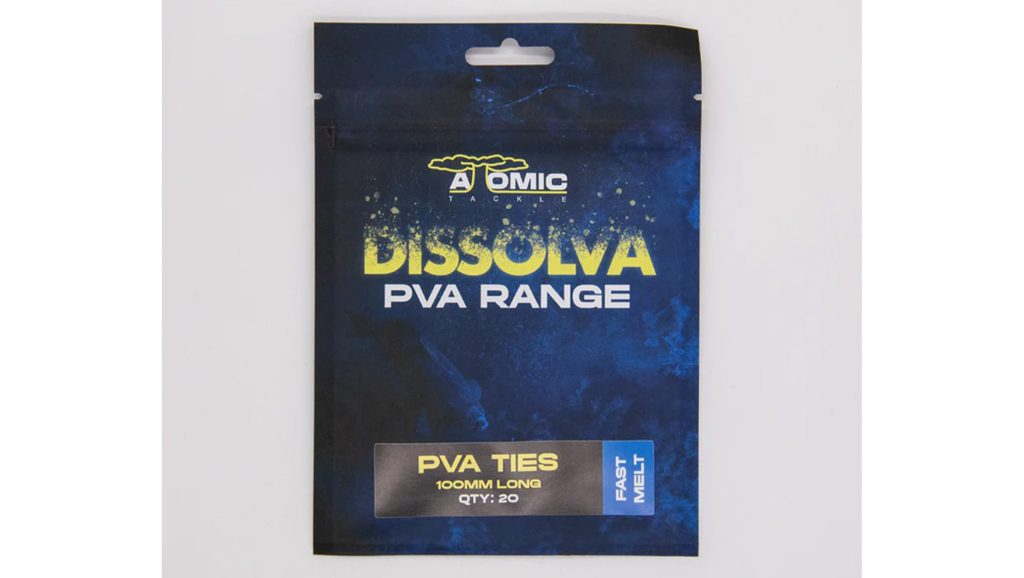 ATOMIC
TACKLE
DISSOLVA
PVA RANGE
PVA TIES
100MM LONG
QTY: 20
FAST
MELT